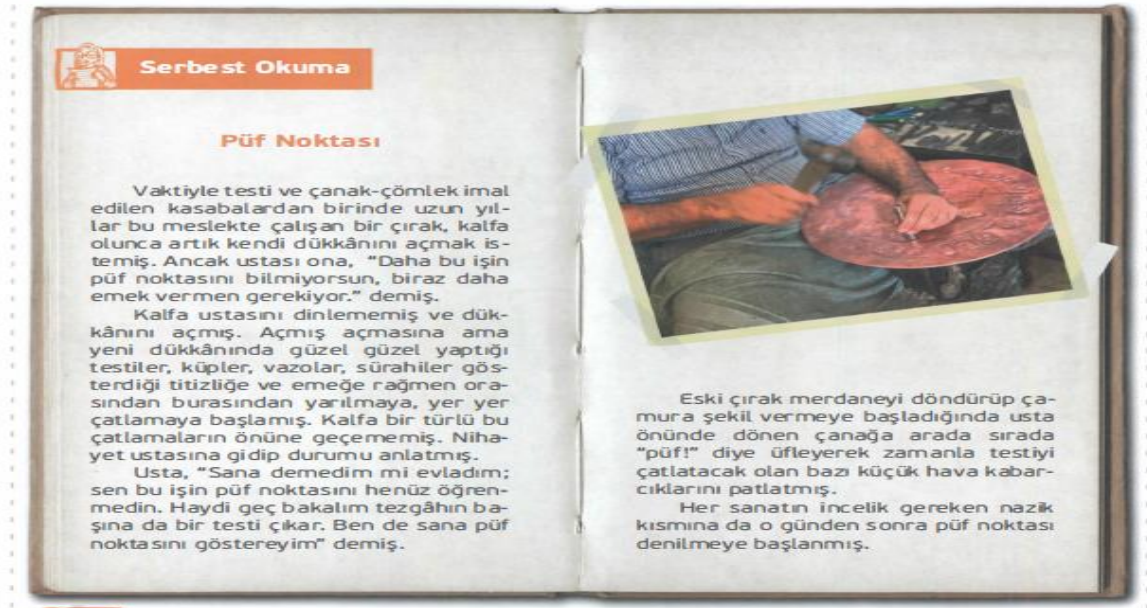 Serbest Okuma
Püf Noktası
Vaktiyle testi ve çanak-çömlek imal
edilen kasabalardan birinde uzun yıl-
lar bu meslekte çalışan bir çırak, kalfa
olunca artık kendi dükkânını açmak is-
temiş. Ancak ustası ona, "Daha bu işin
püf noktasını bilmiyorsun, biraz daha
emek vermen gerekiyor." demiş.
Kalfa ustasını dinlememiş ve dük-
kânını açmış. Açmış açmasına ama
yeni dükkânında güzel güzel yaptığı
testiler, küpler, vazolar, sürahiler gös-
terdiği titizliğe ve emeğe rağmen ora-
sından burasından yarılmaya, yer yer
çatlamaya başlamış. Kalfa bir türlü bu
çatlamaların önüne geçememiş. Niha-
yet ustasına gidip durumu anlatmış.
Usta, "Sana demedim mi evladım;
sen bu işin püf noktasını henüz öğren-
medin. Haydi geç bakalım tezgâhın ba-
şına da bir testi çıkar. Ben de sana püf
noktasını göstereyim" demiş.
Eski çırak merdaneyi döndürüp ça-
mura şekil vermeye başladığında usta
önünde dönen çanağa arada sırada
"püf!" diye üfleyerek zamanla testiyi
çatlatacak olan bazı küçük hava kabar-
cıklarını patlatmış.
Her sanatın incelik gereken nazik
kısmına da o günden sonra püf noktası
denilmeye başlanmış.